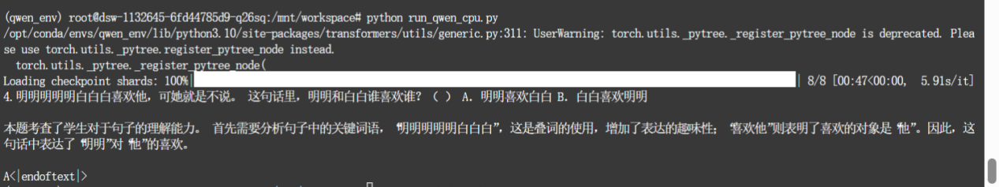 (qwen_env) root@dsw-1132645-6fd44785d9-q26sq:/mnt/workspace# python run_qwen_cpu.py
/opt/conda/envs/qwen_env/lib/python3.10/site-packages/transformers/utils/generic.py:311: UserWarning: torch.utils._pytree._register_pytree_node is deprecated. Plea
se use torch.utils._pytree.register_pytree_node instead.
  torch.utils._pytree._register_pytree_node(
Loading checkpoint shards: 100%| | 8/8 [00:47<00:00, 5.91s/it]
4.明明明明明白白白喜欢他，可她就是不说。 这句话里，明明和白白谁喜欢谁？（ ） A. 明明喜欢白白 B. 白白喜欢明明
本题考查了学生对于句子的理解能力。 首先需要分析句子中的关键词语，“明明明明明白白白”，这是叠词的使用，增加了表达的趣味性；“喜欢他”则表明了喜欢的对象是“他”。因此，这
句话中表达了“明明”对“他”的喜欢。
A<|endoftext|>